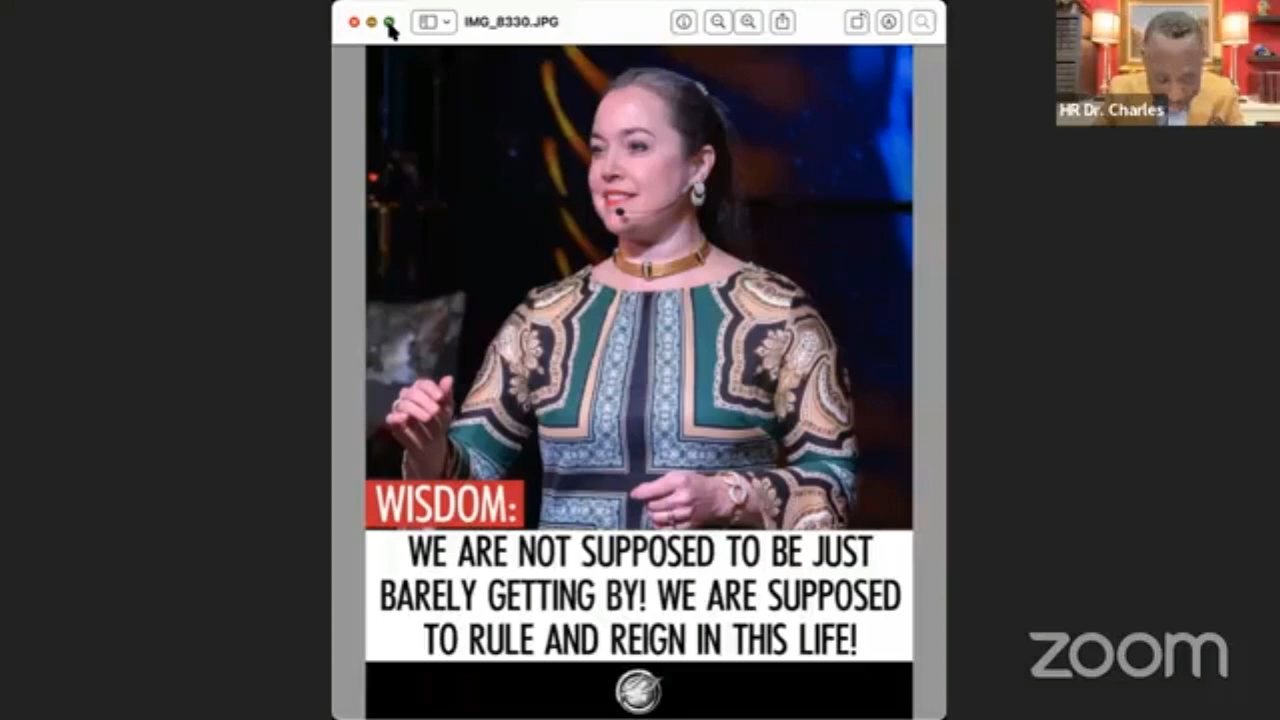 IMG_8330.JPG
HR Dr. Charles
WISDOM:
WE ARE NOT SUPPOSED TO BE JUST
BARELY GETTING BY! WE ARE SUPPOSED
TO RULE AND REIGN IN THIS LIFE!
zoom